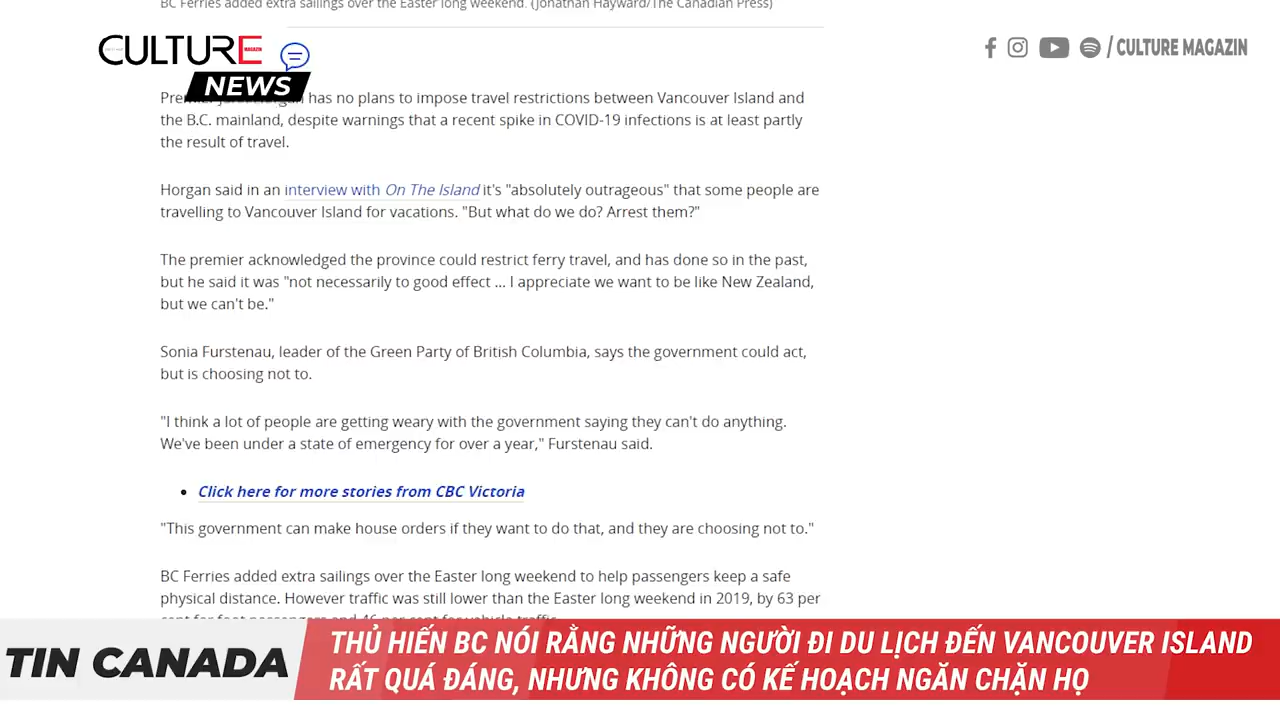 BC Ferries added extra sailings over the Easter long weekend. (Jonathan Hayward/The Canadian Press)
CULTURE
MAGAZIN
NEWS
/ CULTURE MAGAZIN
has no plans to impose travel restrictions between Vancouver Island and
the B.C. mainland, despite warnings that a recent spike in COVID-19 infections is at least partly
the result of travel.
Horgan said in an interview with On The Island it's "absolutely outrageous" that some people are
travelling to Vancouver Island for vacations. "But what do we do? Arrest them?"
The premier acknowledged the province could restrict ferry travel, and has done so in the past,
but he said it was "not necessarily to good effect ... I appreciate we want to be like New Zealand,
but we can't be."
Sonia Furstenau, leader of the Green Party of British Columbia, says the government could act,
but is choosing not to.
"I think a lot of people are getting weary with the government saying they can't do anything.
We've been under a state of emergency for over a year," Furstenau said.
• Click here for more stories from CBC Victoria
"This government can make house orders if they want to do that, and they are choosing not to."
BC Ferries added extra sailings over the Easter long weekend to help passengers keep a safe
physical distance. However traffic was still lower than the Easter long weekend in 2019, by 63 per
TIN CANADA
THỦ HIẾN BC NÓI RẰNG NHỮNG NGƯỜI ĐI DU LỊCH ĐẾN VANCOUVER ISLAND
RẤT QUÁ ĐÁNG, NHƯNG KHÔNG CÓ KẾ HOẠCH NGĂN CHẶN HỌ